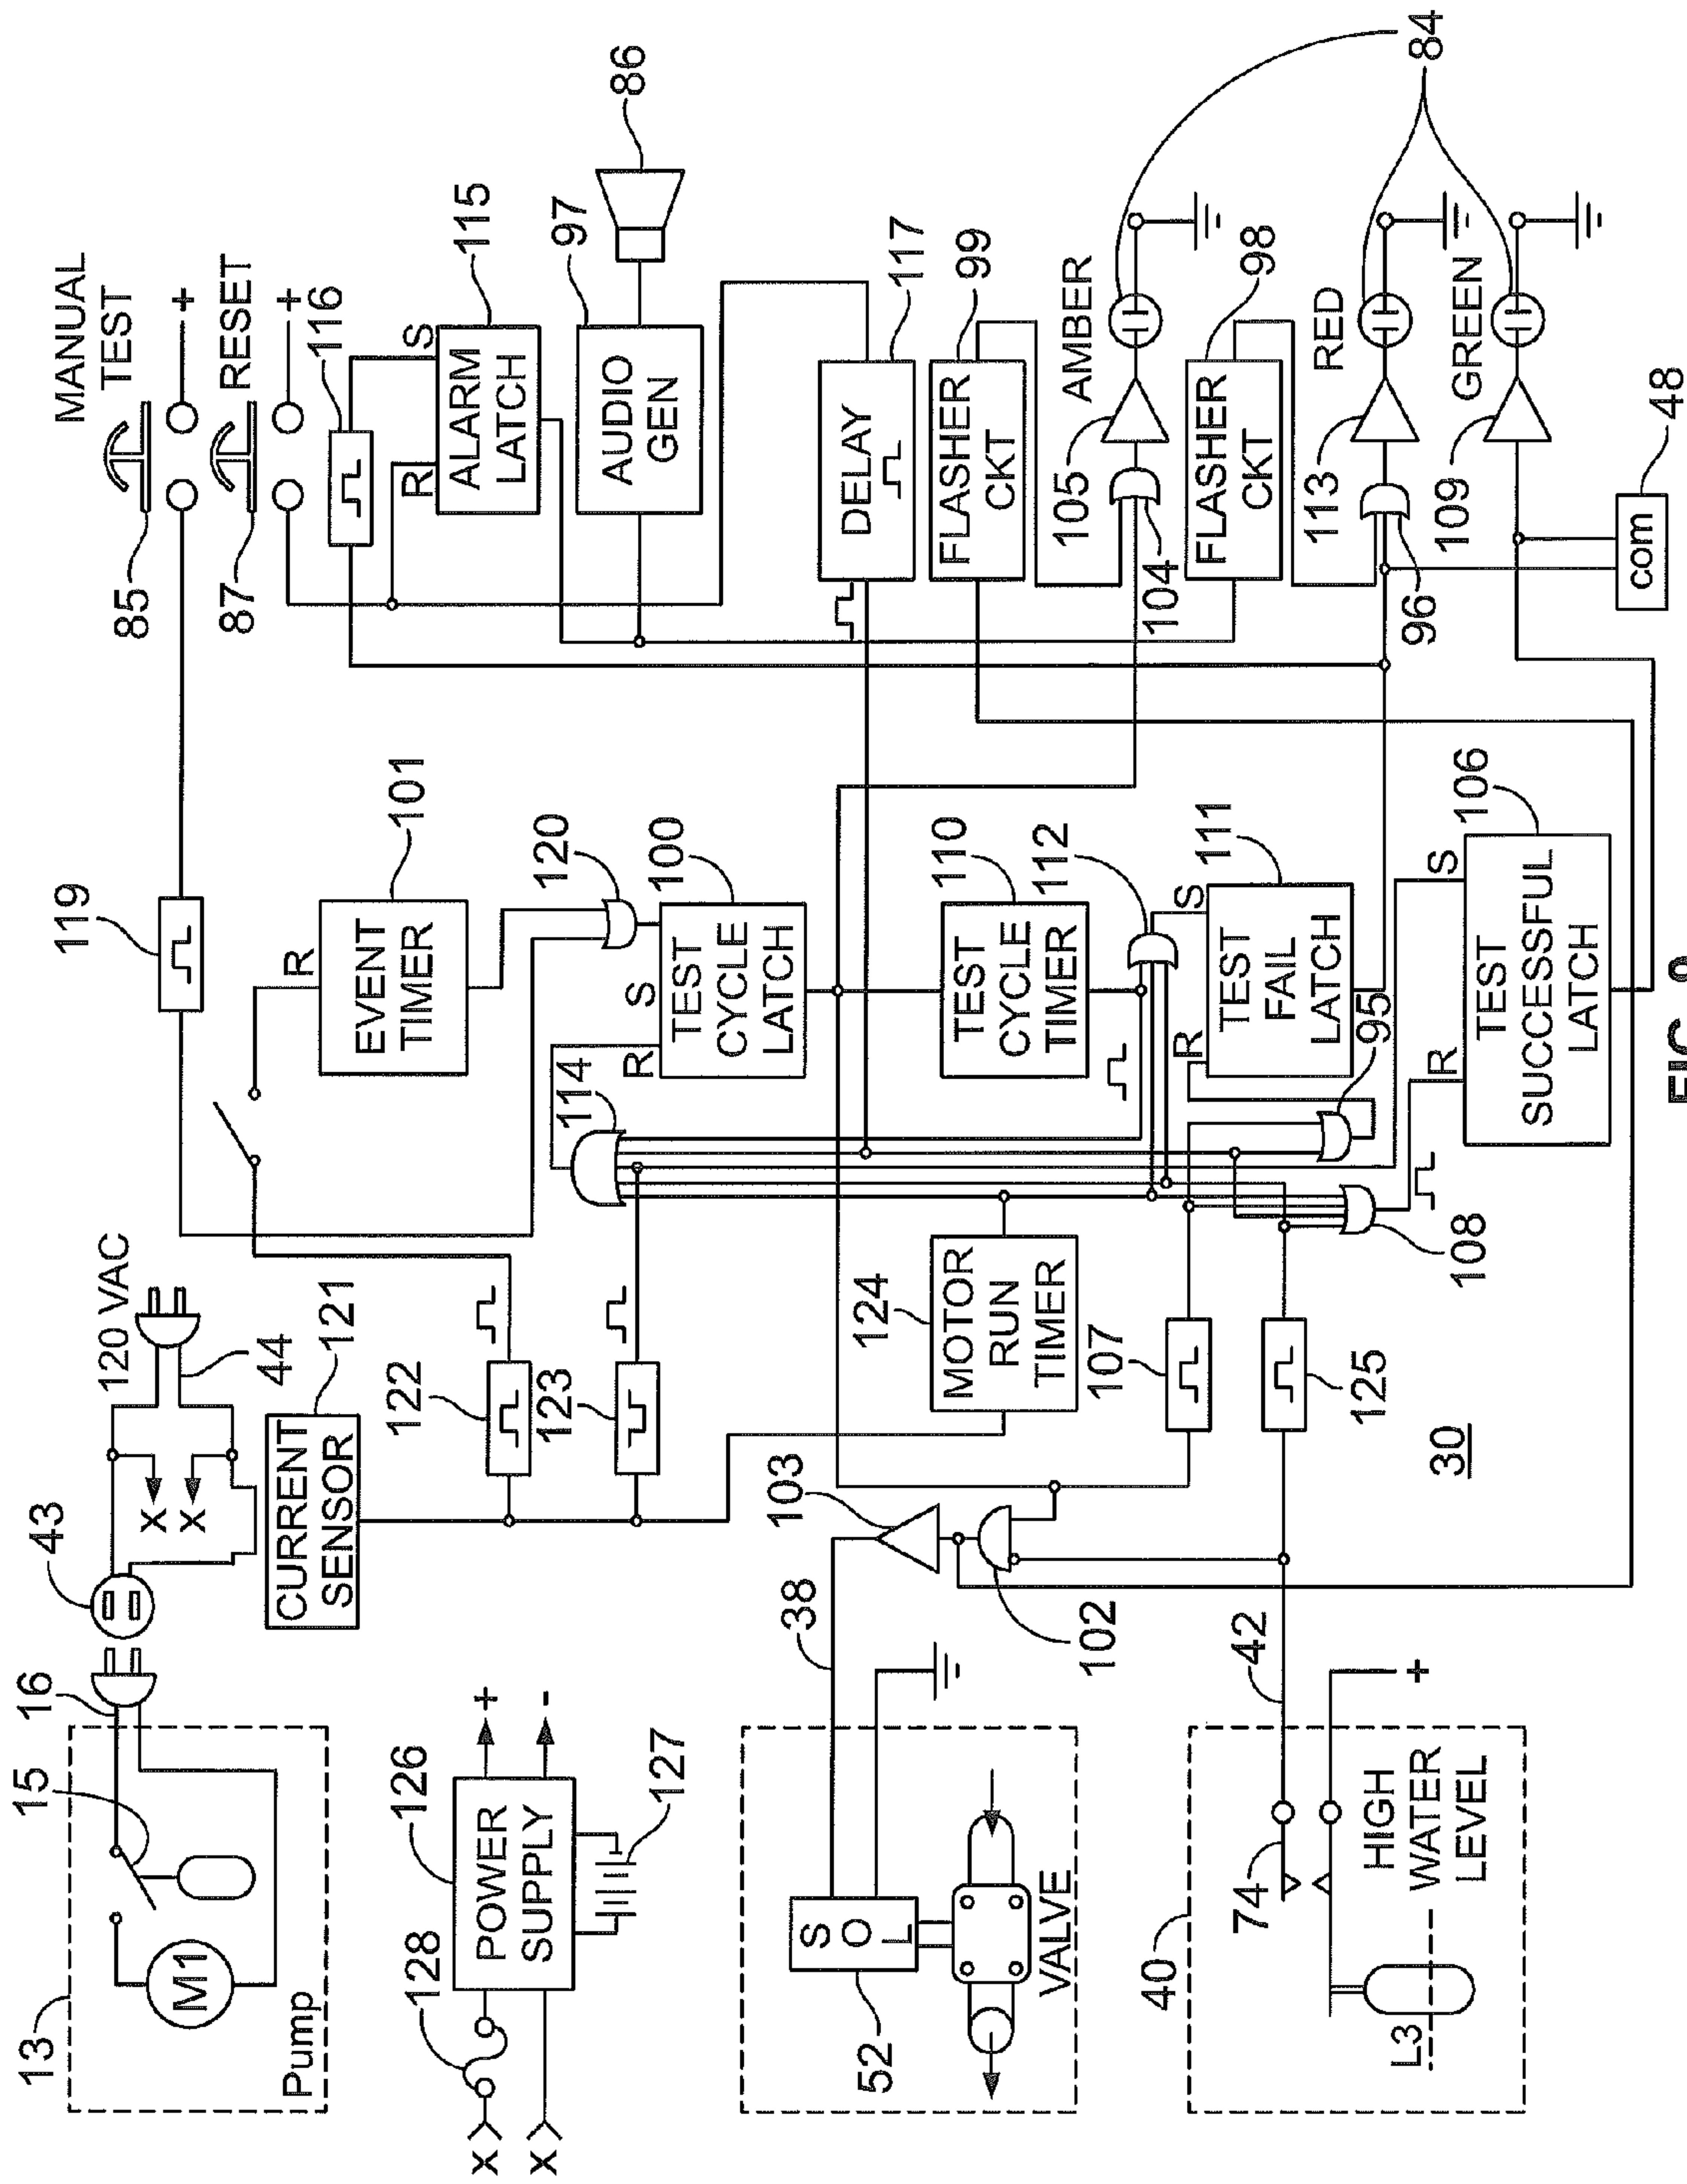 MANUAL
TEST
+
85
RESET
+
87
116
119
120 VAC
44
43
16
15
13
M1
Pump
X
X
CURRENT
SENSOR
121
EVENT
TIMER
R
101
S
R
ALARM
LATCH
115
AUDIO
GEN
97
86
122
123
114
120
TEST
CYCLE
LATCH
R
S
100
POWER
SUPPLY
126
127
128
+
-
X
X
DELAY
117
FLASHER
CKT
99
AMBER
105
104
FLASHER
CKT
98
RED
113
96
GREEN
109
84
com
48
MOTOR
RUN
TIMER
124
TEST
CYCLE
TIMER
110
112
TEST
FAIL
LATCH
R
S
111
95
107
125
108
TEST
SUCCESSFUL
LATCH
R
S
106
103
102
38
SOL
52
VALVE
42
40
74
+
HIGH
WATER
LEVEL
L3
30